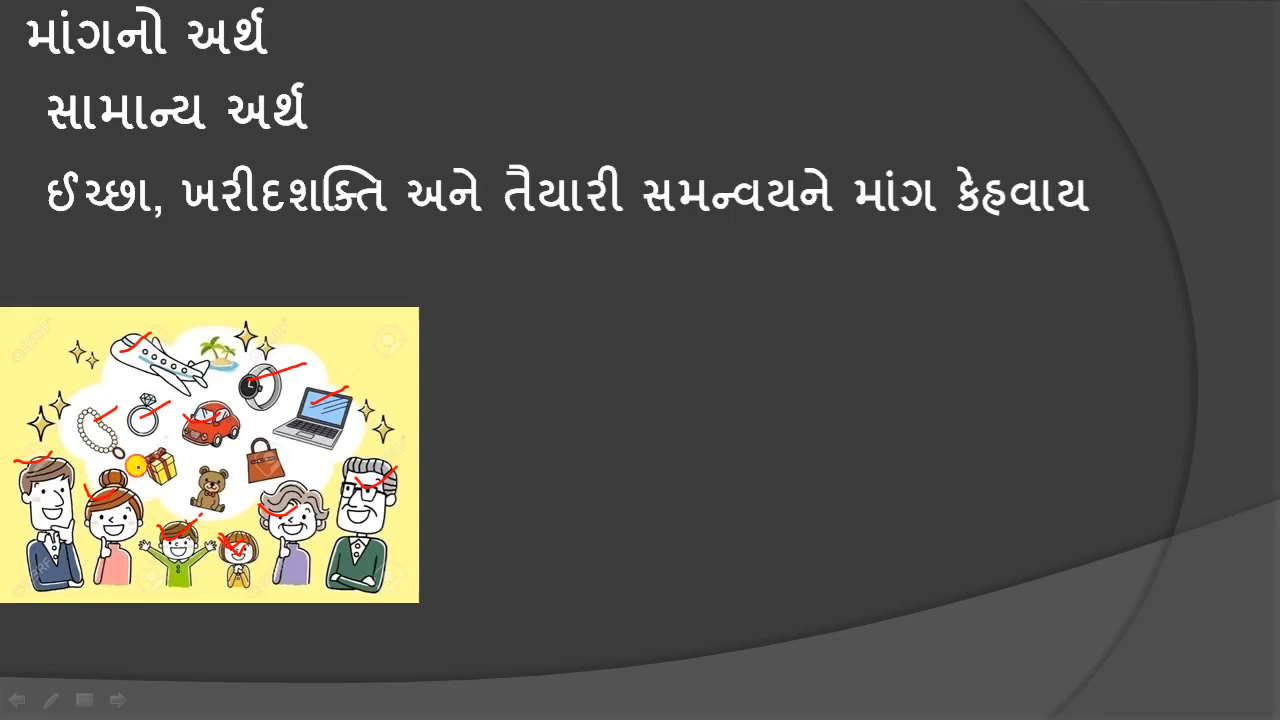 માંગનો અર્થ
સામાન્ય અર્થ
ઈચ્છા, ખરીદશક્તિ અને તૈયારી સમન્વયને માંગ કેહવાય